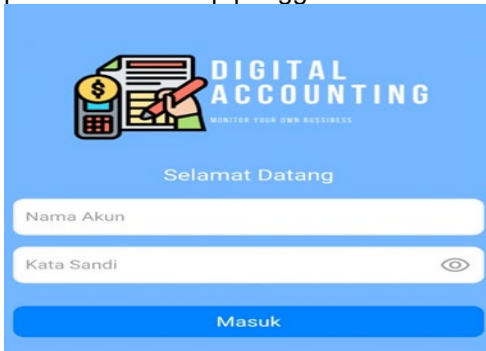 DIGITAL
ACCOUNTING
MONITOR YOUR OWN BUSSINESS
Selamat Datang
Nama Akun
Kata Sandi
Masuk